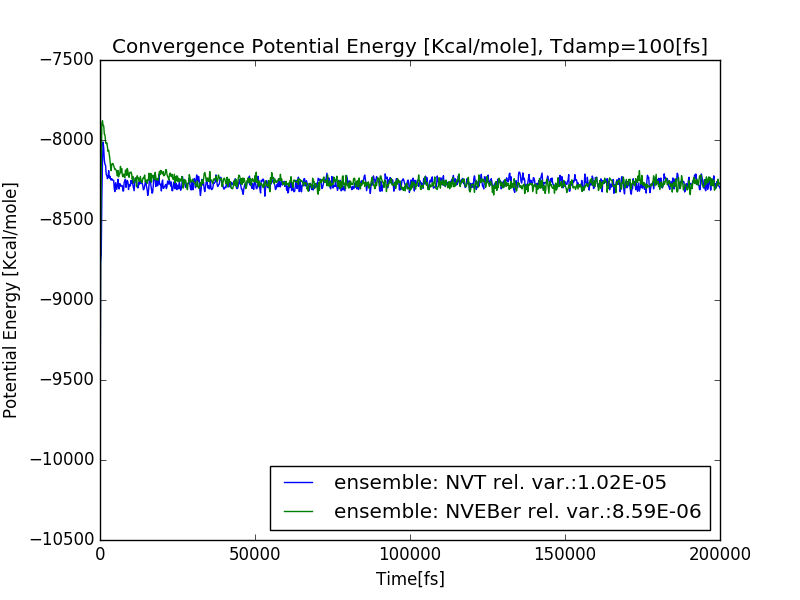 Convergence Potential Energy [Kcal/mole], Tdamp=100[fs]
−7500
−8000
−8500
−9000
−9500
−10000
−10500
Potential Energy [Kcal/mole]
ensemble: NVT rel. var.:1.02E-05
ensemble: NVEBer rel. var.:8.59E-06
0 50000 100000 150000 200000
Time[fs]